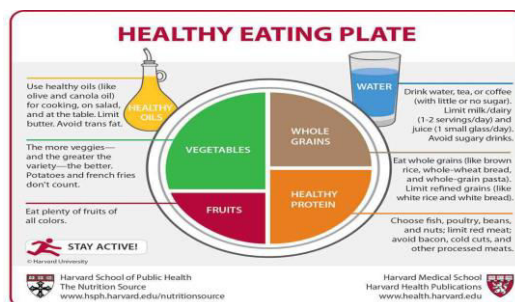 HEALTHY EATING PLATE
Use healthy oils (like
olive and canola oil)
for cooking, on salad,
and at the table. Limit
butter. Avoid trans fat.
HEALTHY
OILS
The more veggies—
and the greater the
variety—the better.
Potatoes and french fries
don't count.
Eat plenty of fruits of
all colors.
VEGETABLES
FRUITS
WHOLE
GRAINS
HEALTHY
PROTEIN
WATER
Drink water, tea, or coffee
(with little or no sugar).
Limit milk/dairy
(1-2 servings/day) and
juice (1 small glass/day).
Avoid sugary drinks.
Eat whole grains (like brown
rice, whole-wheat bread,
and whole-grain pasta).
Limit refined grains (like
white rice and white bread).
Choose fish, poultry, beans,
and nuts; limit red meat;
avoid bacon, cold cuts, and
other processed meats.
STAY ACTIVE!
© Harvard University
Harvard School of Public Health
The Nutrition Source
www.hsph.harvard.edu/nutritionsource
Harvard Medical School
Harvard Health Publications
www.health.harvard.edu